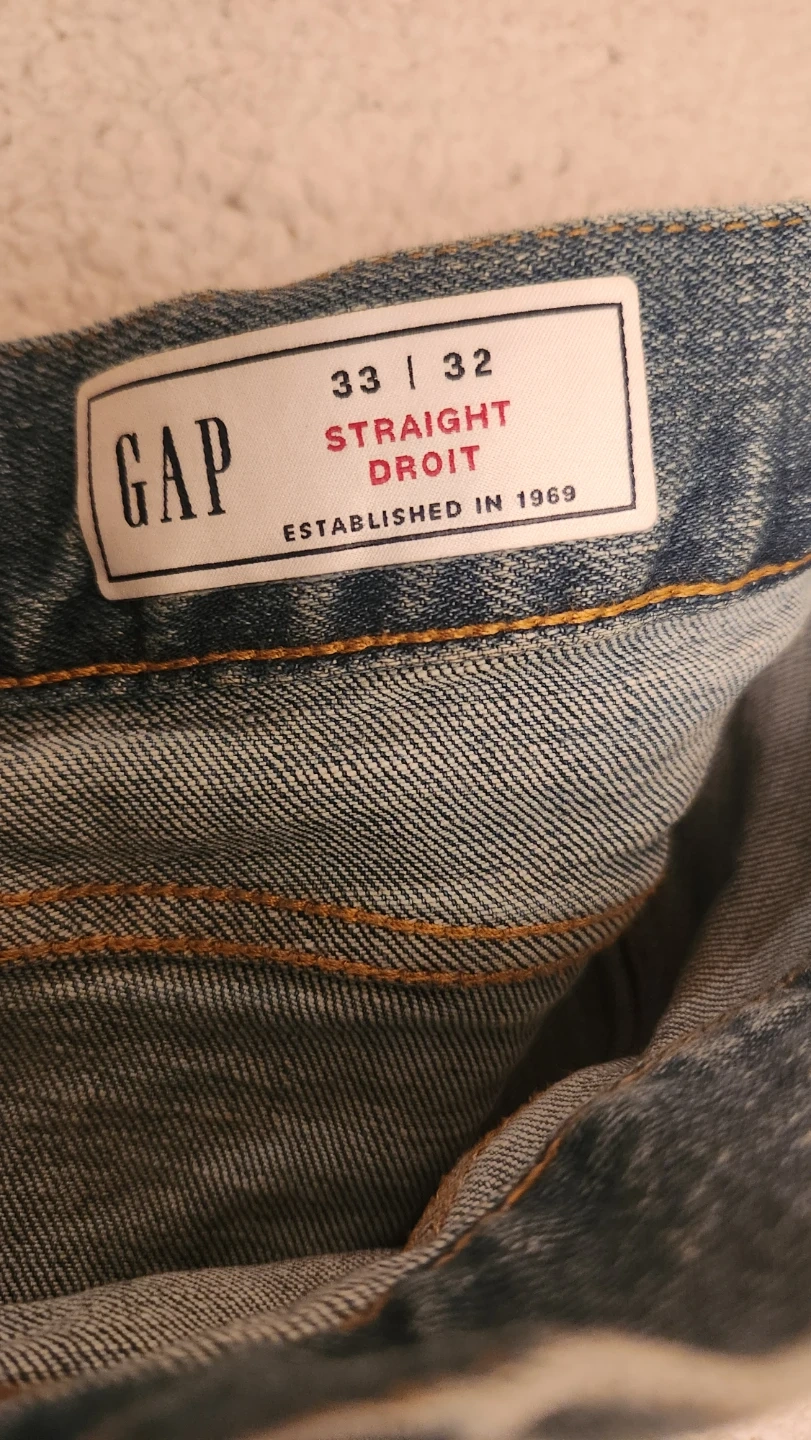 GAP
33 | 32
STRAIGHT
DROIT
ESTABLISHED IN 1969